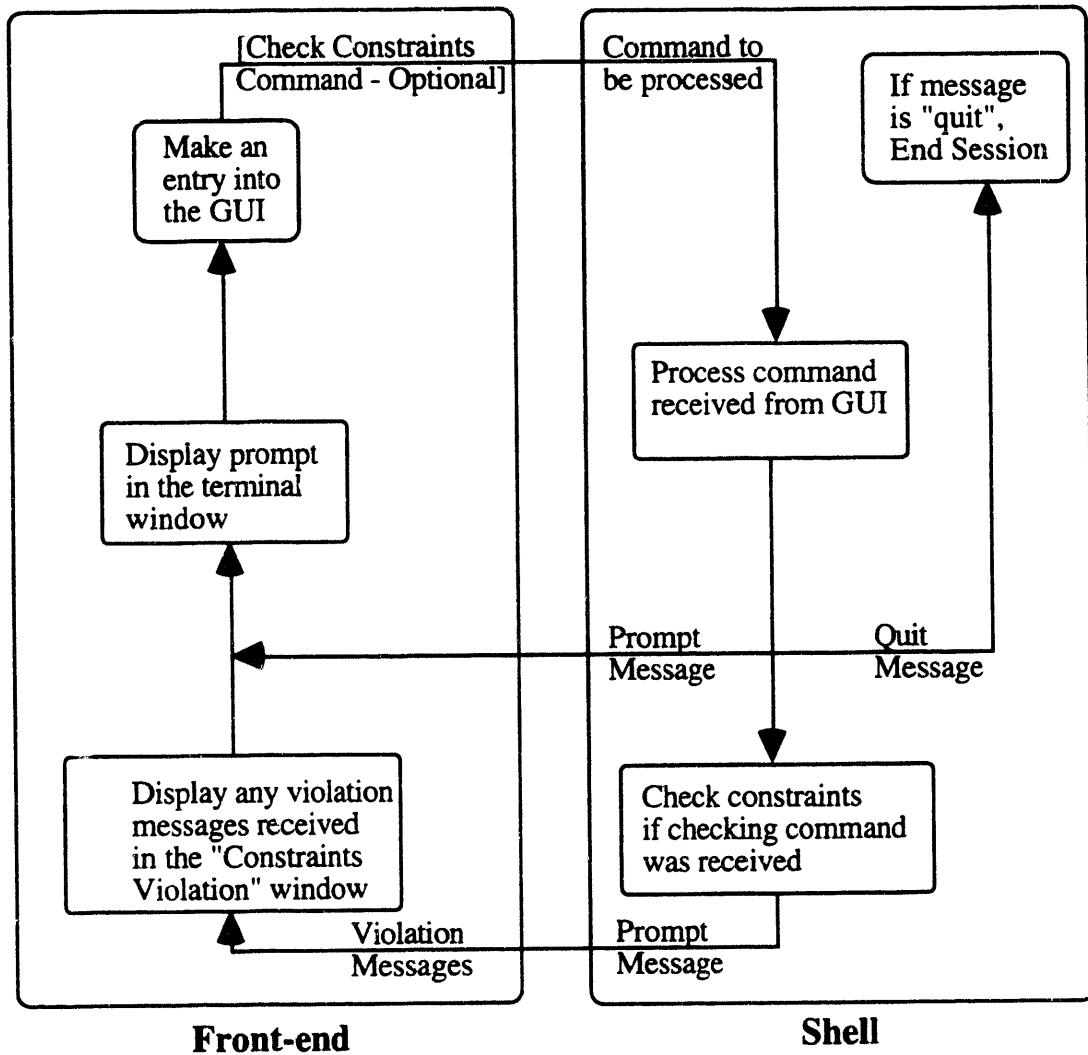 [Check Constraints
Command - Optional]
Command to
be processed
If message
is "quit",
End Session
Make an
entry into
the GUI
Process command
received from GUI
Display prompt
in the terminal
window
Prompt
Message
Quit
Message
Display any violation
messages received
in the "Constraints
Violation" window
Check constraints
if checking command
was received
Violation
Messages
Prompt
Message
Front-end
Shell